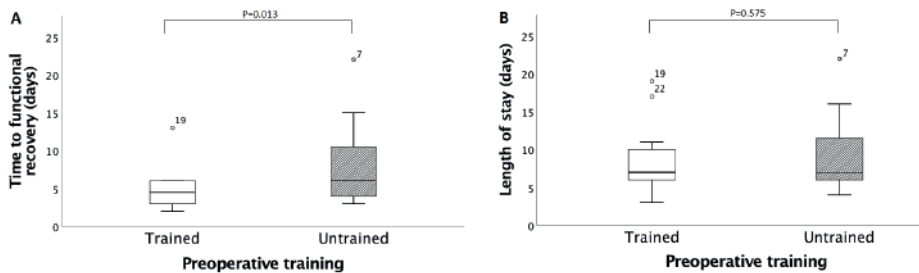 A
P=0.013
Time to functional
recovery (days)
25
20
15
10
5
0
19
7
Trained
Untrained
Preoperative training
B
P=0.575
Length of stay (days)
25
20
15
10
5
0
19
22
7
Trained
Untrained
Preoperative training